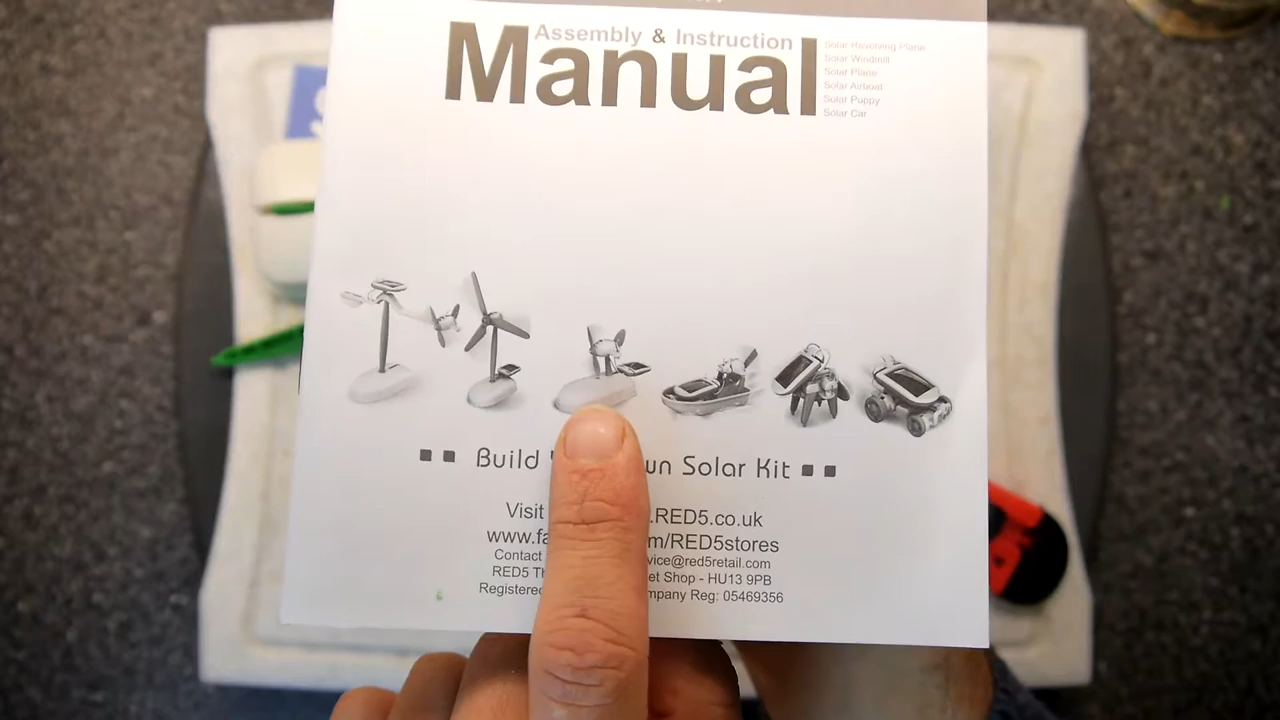 Assembly & Instruction
Manual
Solar Revolving Plane
Solar Windmill
Solar Plane
Solar Airboat
Solar Puppy
Solar Car
Build un Solar Kit
Visit .RED5.co.uk
www.fa m/RED5stores
Contact vice@red5retail.com
RED5 Th et Shop - HU13 9PB
Registered mpany Reg: 05469356